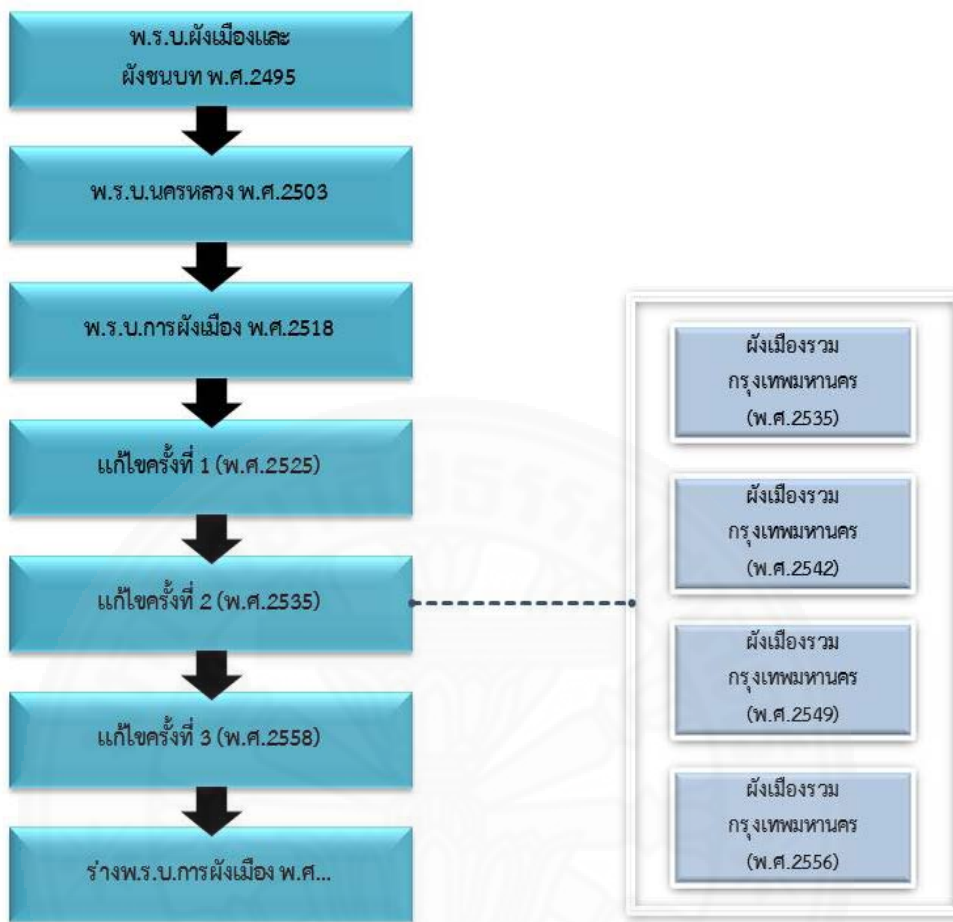 พ.ร.บ.ผังเมืองและ
ผังชนบท พ.ศ.2495
พ.ร.บ.นครหลวง พ.ศ.2503
พ.ร.บ.การผังเมือง พ.ศ.2518
แก้ไขครั้งที่ 1 (พ.ศ.2525)
แก้ไขครั้งที่ 2 (พ.ศ.2535)
แก้ไขครั้งที่ 3 (พ.ศ.2558)
ร่างพ.ร.บ.การผังเมือง พ.ศ...
ผังเมืองรวม
กรุงเทพมหานคร
(พ.ศ.2535)
ผังเมืองรวม
กรุงเทพมหานคร
(พ.ศ.2542)
ผังเมืองรวม
กรุงเทพมหานคร
(พ.ศ.2549)
ผังเมืองรวม
กรุงเทพมหานคร
(พ.ศ.2556)